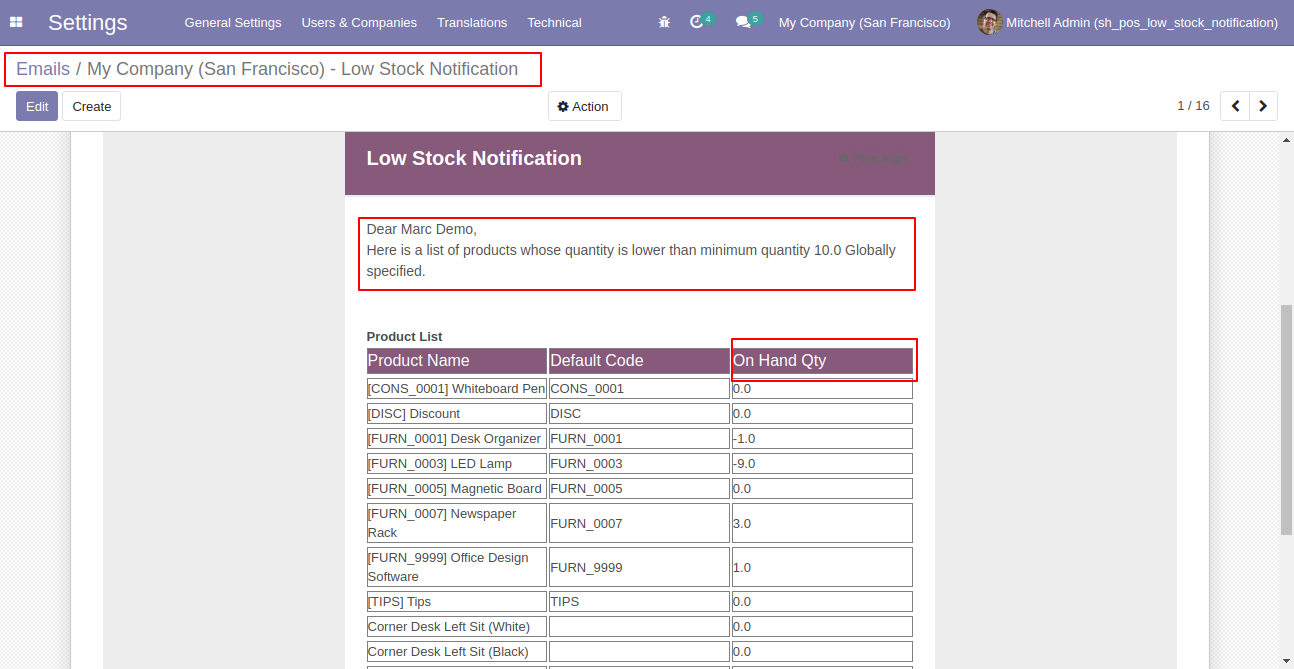 Settings General Settings Users & Companies Translations Technical 4 5 My Company (San Francisco) Mitchell Admin (sh_pos_low_stock_notification)
Emails / My Company (San Francisco) - Low Stock Notification
Edit Create Action 1 / 16
Low Stock Notification
Dear Marc Demo,
Here is a list of products whose quantity is lower than minimum quantity 10.0 Globally
specified.
Product List
Product Name Default Code On Hand Qty
[CONS_0001] Whiteboard Pen CONS_0001 0.0
[DISC] Discount DISC 0.0
[FURN_0001] Desk Organizer FURN_0001 -1.0
[FURN_0003] LED Lamp FURN_0003 -9.0
[FURN_0005] Magnetic Board FURN_0005 0.0
[FURN_0007] Newspaper
Rack FURN_0007 3.0
[FURN_9999] Office Design
Software FURN_9999 1.0
[TIPS] Tips TIPS 0.0
Corner Desk Left Sit (White) 0.0
Corner Desk Left Sit (Black) 0.0